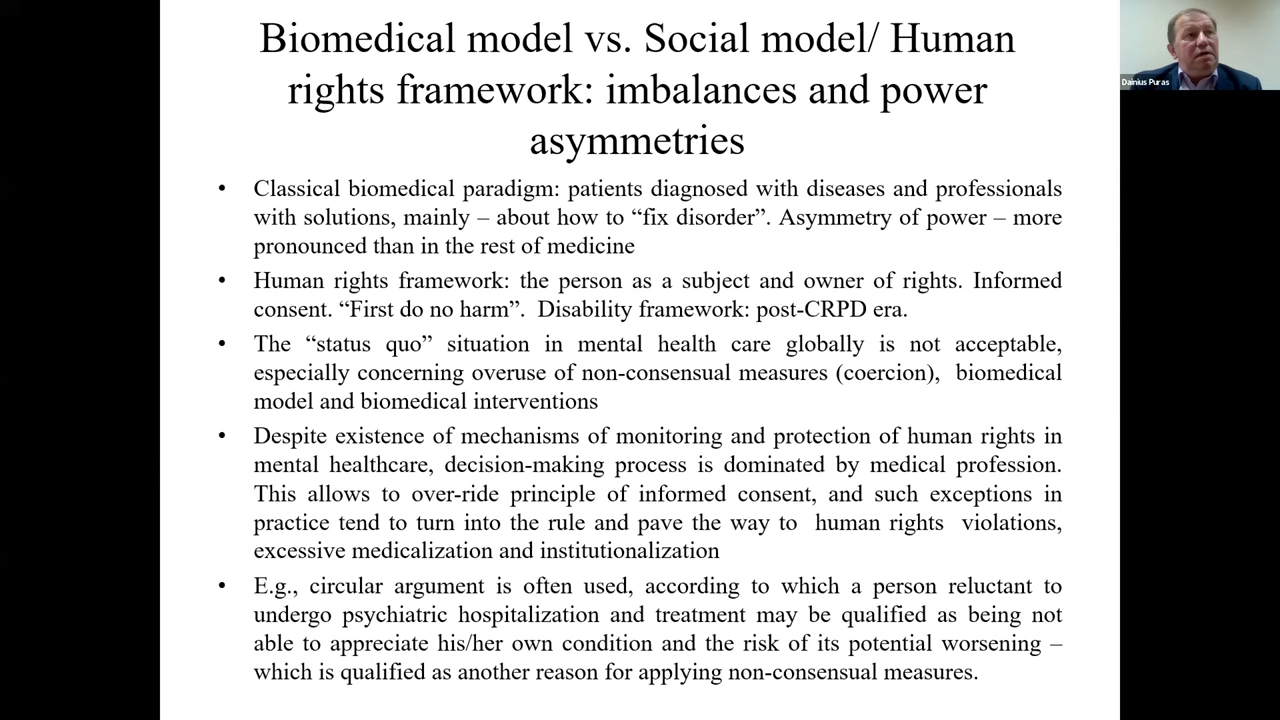 Biomedical model vs. Social model/ Human
rights framework: imbalances and power
asymmetries
Dainius Puras
• Classical biomedical paradigm: patients diagnosed with diseases and professionals
with solutions, mainly – about how to “fix disorder”. Asymmetry of power – more
pronounced than in the rest of medicine
• Human rights framework: the person as a subject and owner of rights. Informed
consent. “First do no harm”.  Disability framework: post-CRPD era.
• The “status quo” situation in mental health care globally is not acceptable,
especially concerning overuse of non-consensual measures (coercion),  biomedical
model and biomedical interventions
• Despite existence of mechanisms of monitoring and protection of human rights in
mental healthcare, decision-making process is dominated by medical profession.
This allows to over-ride principle of informed consent, and such exceptions in
practice tend to turn into the rule and pave the way to  human rights  violations,
excessive medicalization and institutionalization
• E.g., circular argument is often used, according to which a person reluctant to
undergo psychiatric hospitalization and treatment may be qualified as being not
able to appreciate his/her own condition and the risk of its potential worsening –
which is qualified as another reason for applying non-consensual measures.